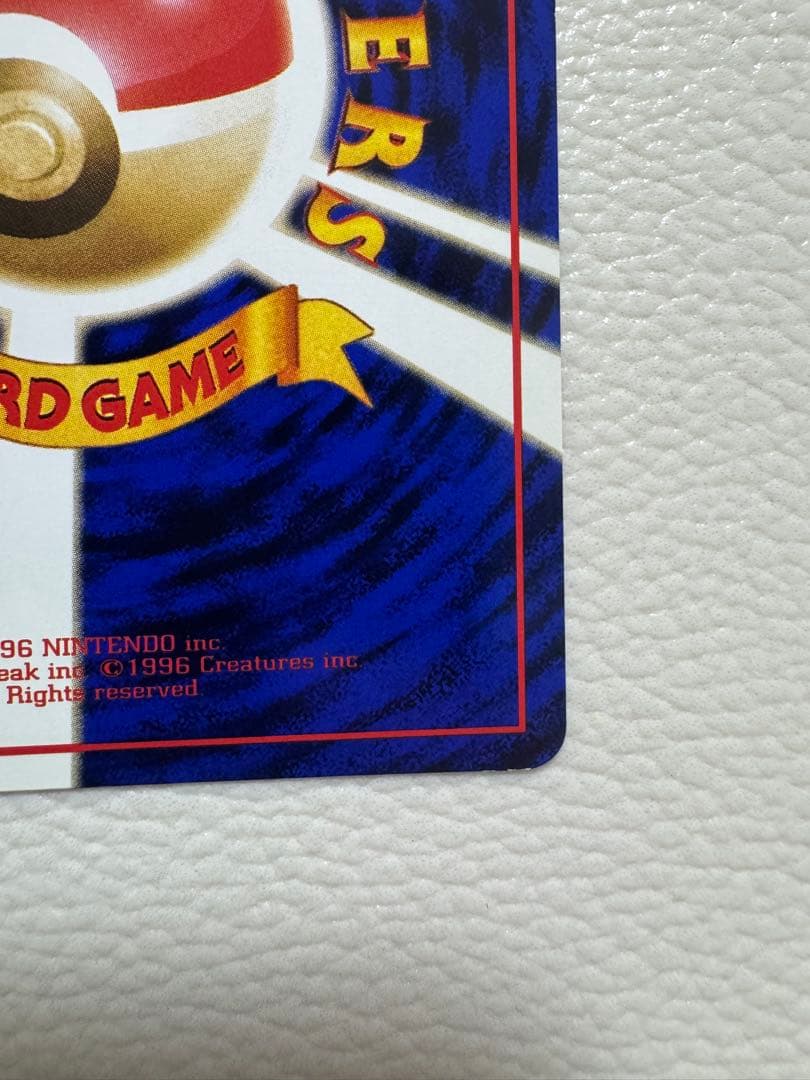 ERS
RD GAME
96 NINTENDO inc.
eak inc. ©1996 Creatures inc.
Rights reserved.